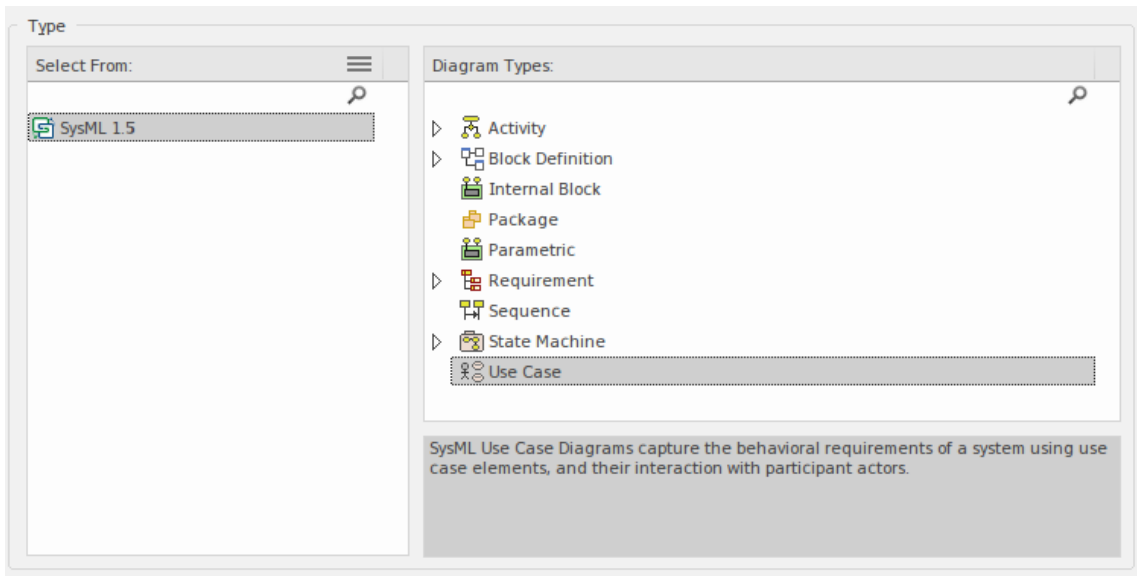 Type
Select From:
SysML 1.5
Diagram Types:
Activity
Block Definition
Internal Block
Package
Parametric
Requirement
Sequence
State Machine
Use Case
SysML Use Case Diagrams capture the behavioral requirements of a system using use
case elements, and their interaction with participant actors.